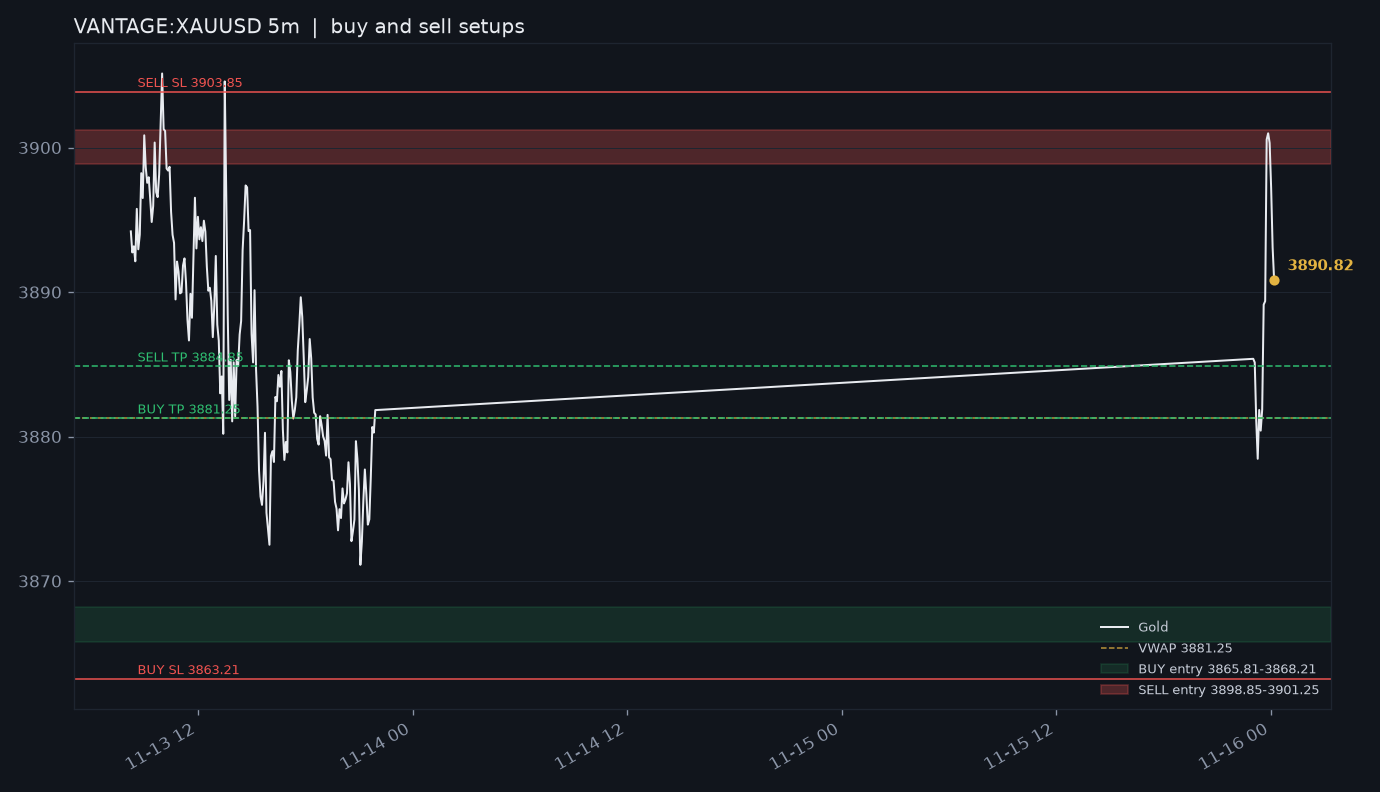 VANTAGE:XAUUSD 5m | buy and sell setups
SELL SL 3903.85
3900
3890.82
3890
SELL TP 3884.85
BUY TP 3881.25
3880
3870
Gold
VWAP 3881.25
BUY SL 3863.21
BUY entry 3865.81-3868.21
SELL entry 3898.85-3901.25
11-13 12
11-14 00
11-14 12
11-15 00
11-15 12
11-16 00